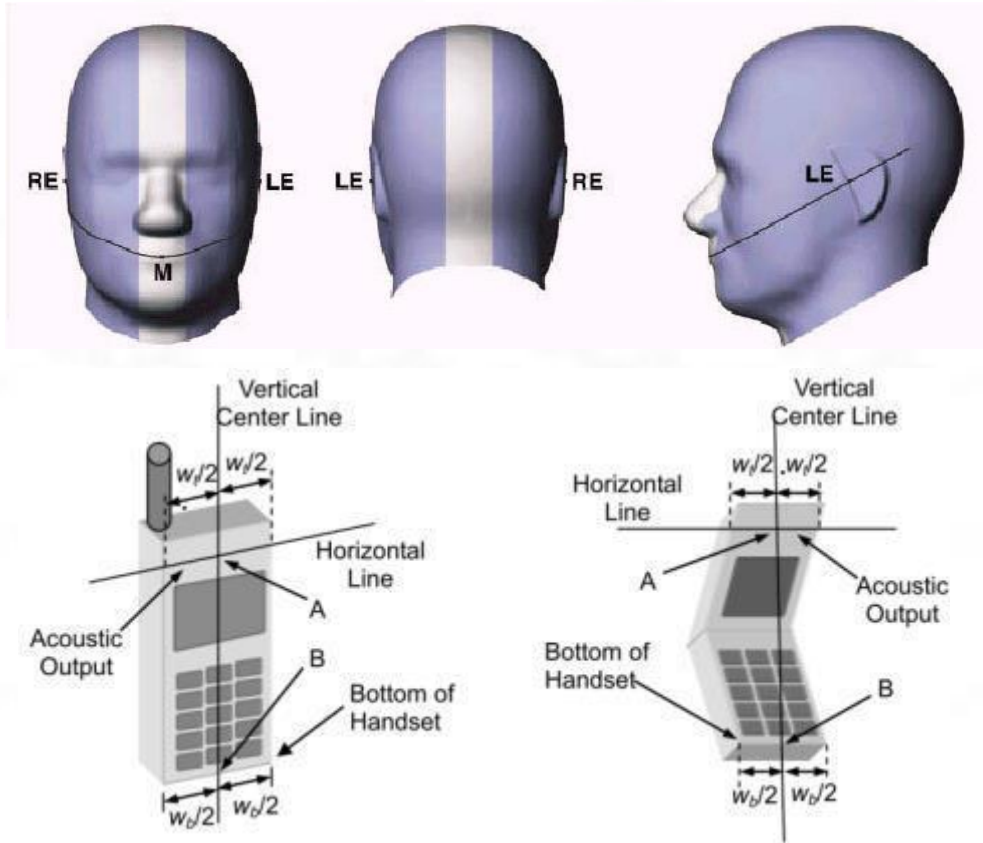 RE
LE
M
LE
RE
LE
Vertical
Center Line
wt/2
wt/2
Horizontal
Line
A
Acoustic
Output
B
Bottom of
Handset
wb/2
wb/2
Vertical
Center Line
wt/2
wt/2
Horizontal
Line
A
Acoustic
Output
Bottom of
Handset
B
wb/2
wb/2